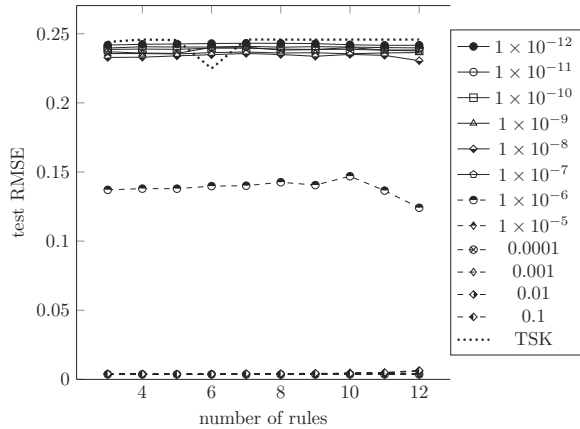 0.25
0.2
0.15
0.1
0.05
0
test RMSE
4
6
8
10
12
number of rules
1 × 10⁻¹²
1 × 10⁻¹¹
1 × 10⁻¹⁰
1 × 10⁻⁹
1 × 10⁻⁸
1 × 10⁻⁷
1 × 10⁻⁶
1 × 10⁻⁵
0.0001
0.001
0.01
0.1
TSK